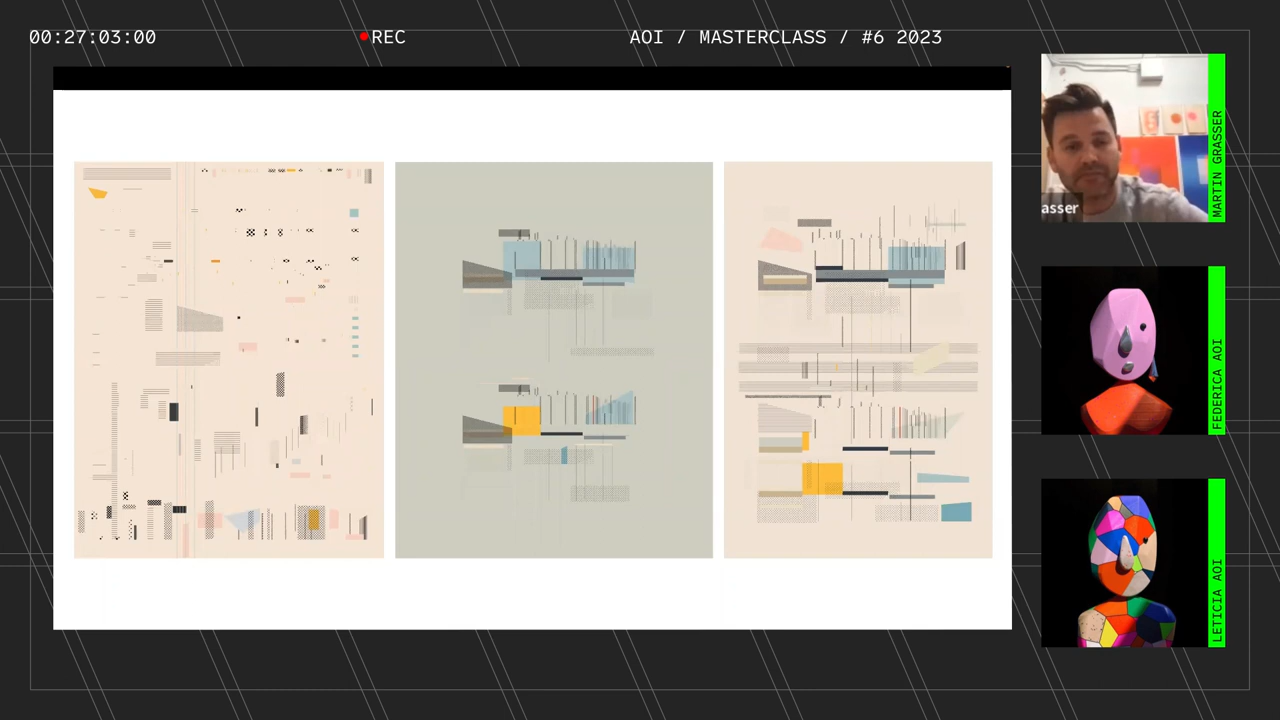 00:27:03:00
REC
AOI / MASTERCLASS / #6 2023
MARTIN GRASSER
asser
FEDERICA AOI
LETICIA AOI